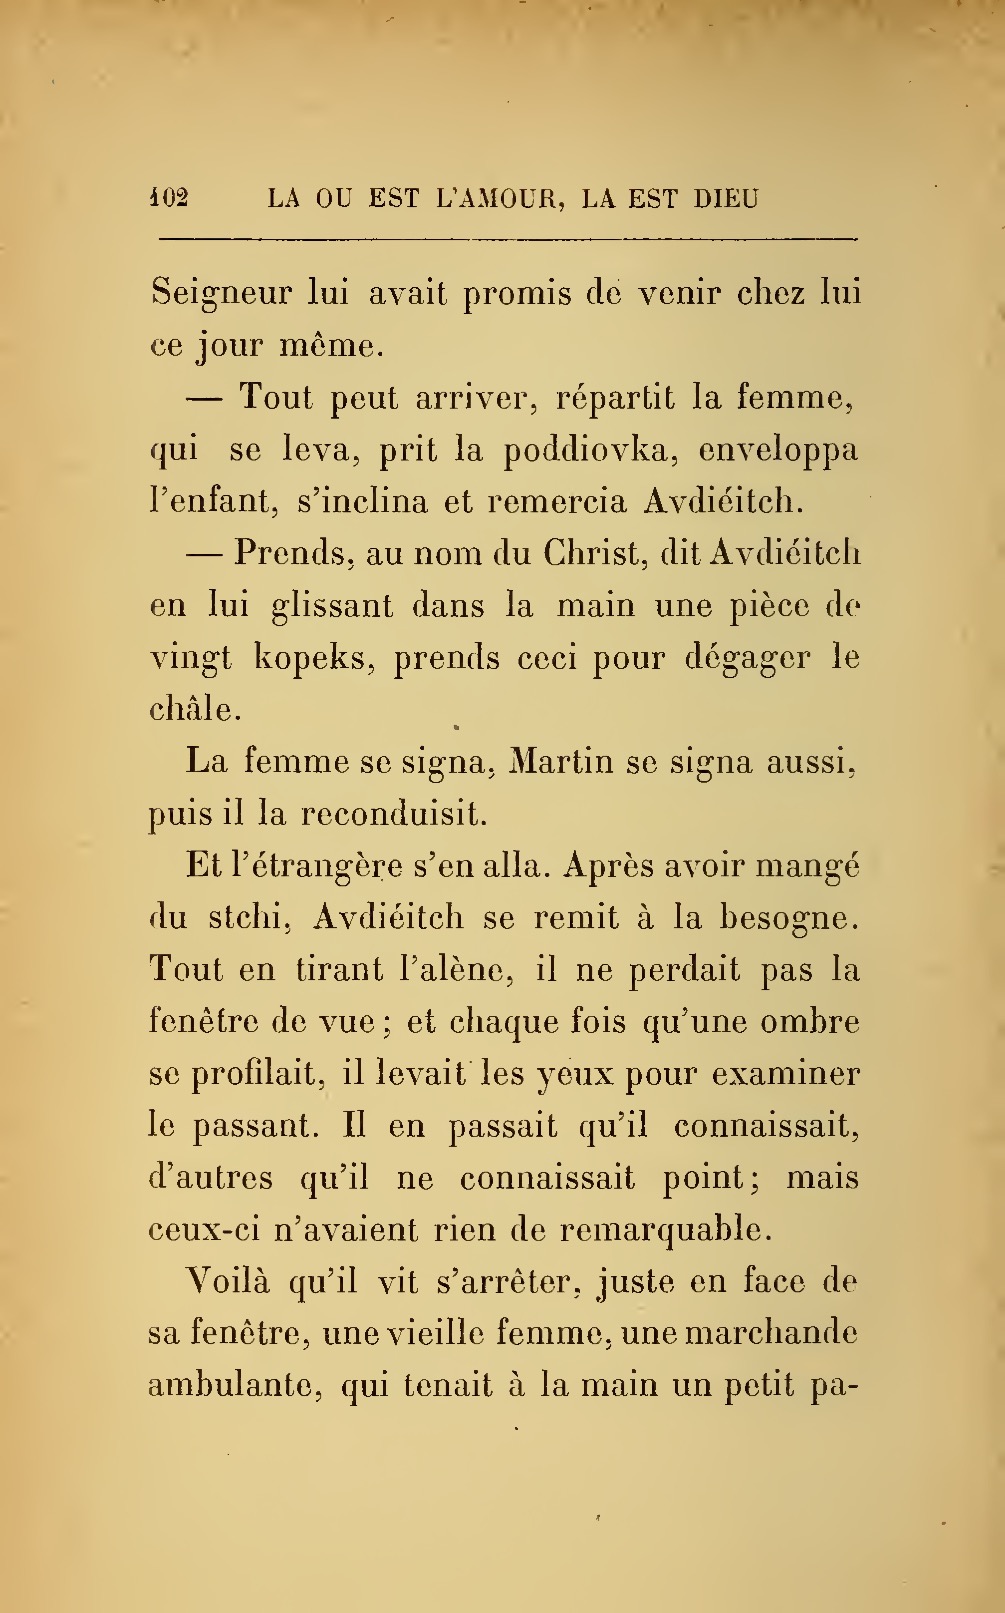 102 LA OU EST L'AMOUR, LA EST DIEU
Seigneur lui avait promis de venir chez lui
ce jour même.
— Tout peut arriver, répartit la femme,
qui se leva, prit la poddiovka, enveloppa
l'enfant, s'inclina et remercia Avdiéitch.
— Prends, au nom du Christ, dit Avdiéitch
en lui glissant dans la main une pièce de
vingt kopeks, prends ceci pour dégager le
châle.
La femme se signa, Martin se signa aussi,
puis il la reconduisit.
Et l'étrangère s'en alla. Après avoir mangé
du stchi, Avdiéitch se remit à la besogne.
Tout en tirant l'alène, il ne perdait pas la
fenêtre de vue ; et chaque fois qu'une ombre
se profilait, il levait les yeux pour examiner
le passant. Il en passait qu'il connaissait,
d'autres qu'il ne connaissait point ; mais
ceux-ci n'avaient rien de remarquable.
Voilà qu'il vit s'arrêter, juste en face de
sa fenêtre, une vieille femme, une marchande
ambulante, qui tenait à la main un petit pa-